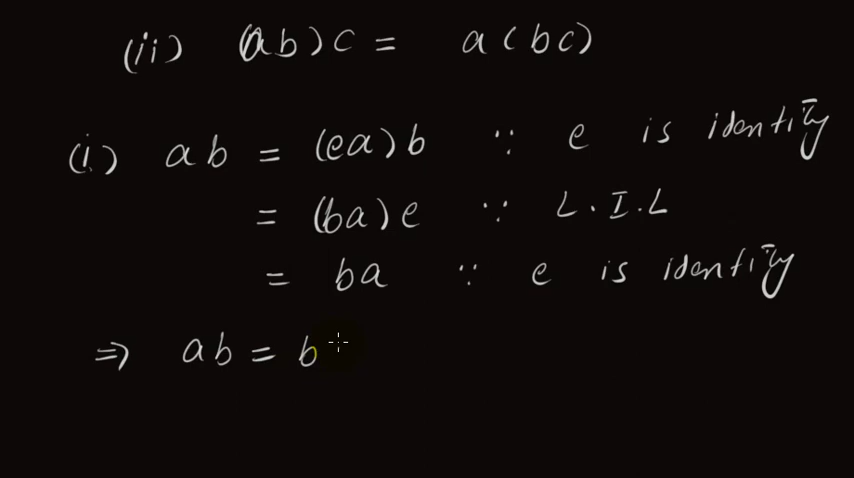 (ii) (ab)c = a(bc)
(i) ab = (ea)b ∵ e is identity
= (ba)e ∵ L.I.L
= ba ∵ e is identity
⇒ ab = b